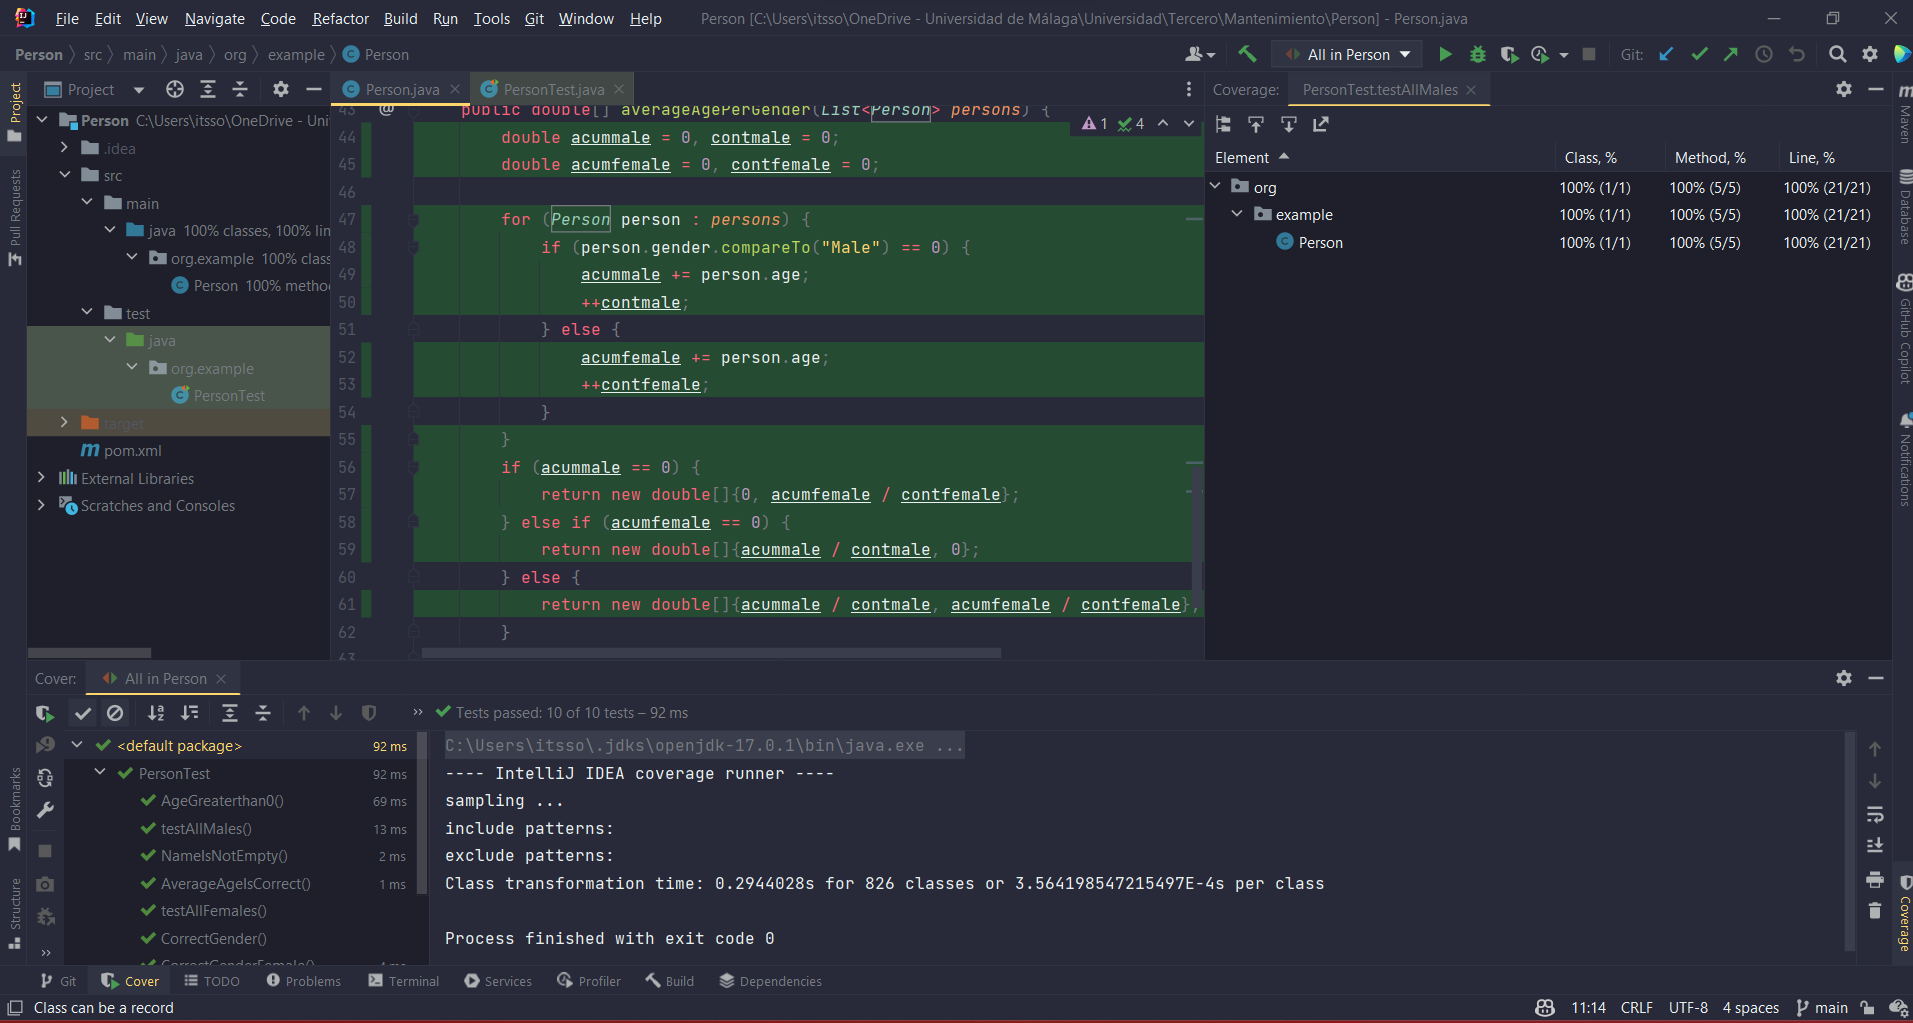 File Edit View Navigate Code Refactor Build Run Tools Git Window Help Person [C:\Users\itsso\OneDrive - Universidad de Málaga\Universidad\Tercero\Mantenimiento\Person] - Person.java
Person src main java org example Person All in Person Git:
Project
Pull Requests
Bookmarks
Structure
Project
Person C:\Users\itsso\OneDrive - Uni
.idea
src
main
java 100% classes, 100% lin
org.example 100% clas
Person 100% metho
test
java
org.example
PersonTest
target
pom.xml
External Libraries
Scratches and Consoles
Person.java PersonTest.java
1 4
43 public double[] averageAgePerGender(List<Person> persons) {
44 double acummale = 0, contmale = 0;
45 double acumfemale = 0, contfemale = 0;
46
47 for (Person person : persons) {
48 if (person.gender.compareTo("Male") == 0) {
49 acummale += person.age;
50 ++contmale;
51 } else {
52 acumfemale += person.age;
53 ++contfemale;
54 }
55 }
56 if (acummale == 0) {
57 return new double[]{0, acumfemale / contfemale};
58 } else if (acumfemale == 0) {
59 return new double[]{acummale / contmale, 0};
60 } else {
61 return new double[]{acummale / contmale, acumfemale / contfemale};
62 }
63
Coverage: PersonTest.testAllMales
Element Class, % Method, % Line, %
org 100% (1/1) 100% (5/5) 100% (21/21)
example 100% (1/1) 100% (5/5) 100% (21/21)
Person 100% (1/1) 100% (5/5) 100% (21/21)
Maven
Database
GitHub Copilot
Notifications
Coverage
Cover: All in Person
Tests passed: 10 of 10 tests – 92 ms
<default package> 92 ms
PersonTest 92 ms
AgeGreaterthan0() 69 ms
testAllMales() 13 ms
NameIsNotEmpty() 2 ms
AverageAgeIsCorrect() 1 ms
testAllFemales()
CorrectGender()
CorrectGenderFemale() 4 ms
C:\Users\itsso\.jdks\openjdk-17.0.1\bin\java.exe ...
---- IntelliJ IDEA coverage runner ----
sampling ...
include patterns:
exclude patterns:
Class transformation time: 0.2944028s for 826 classes or 3.564198547215497E-4s per class
Process finished with exit code 0
Git Cover TODO Problems Terminal Services Profiler Build Dependencies
Class can be a record 11:14 CRLF UTF-8 4 spaces main